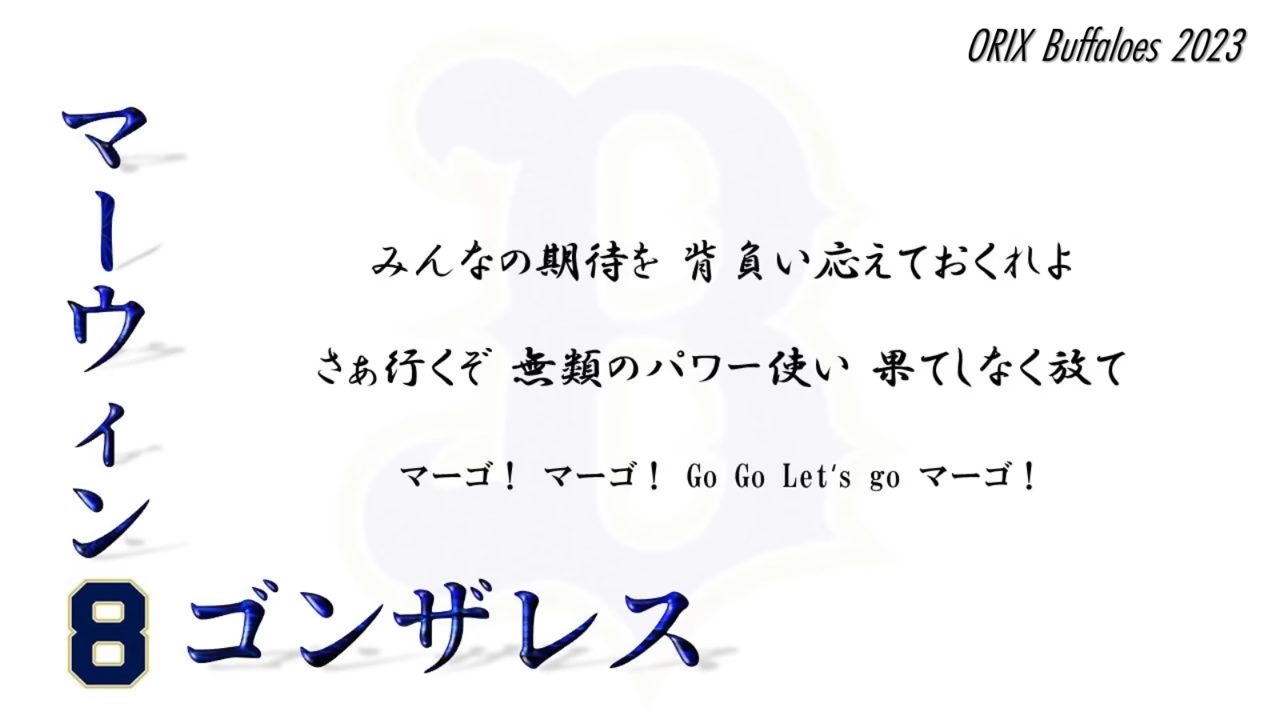 ORIX Buffaloes 2023
マーウィン
みんなの期待を 背負い応えておくれよ
さぁ行くぞ 無類のパワー使い 果てしなく放て
マーゴ! マーゴ! Go Go Let's go マーゴ!
8 ゴンザレス